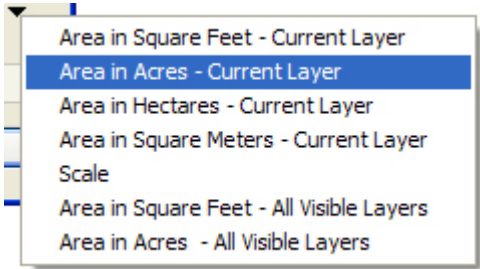 Area in Square Feet - Current Layer
Area in Acres - Current Layer
Area in Hectares - Current Layer
Area in Square Meters - Current Layer
Scale
Area in Square Feet - All Visible Layers
Area in Acres  - All Visible Layers